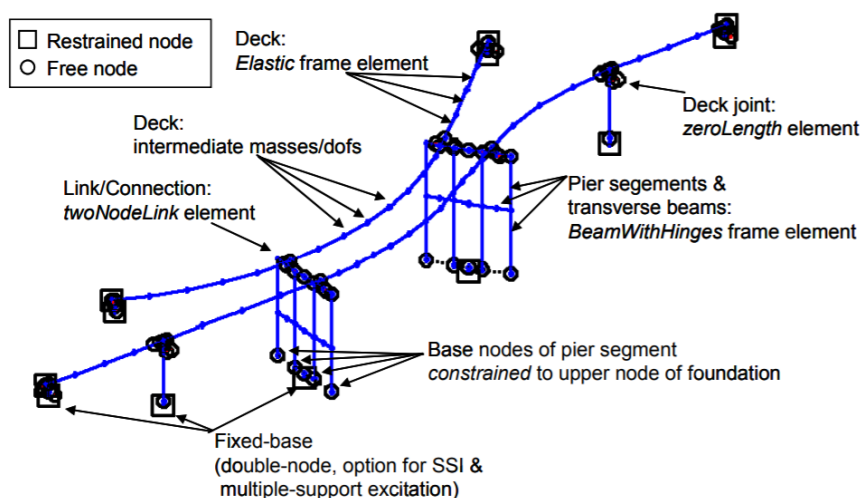 Restrained node
Free node
Deck:
Elastic frame element
Deck:
intermediate masses/dofs
Link/Connection:
twoNodeLink element
Deck joint:
zeroLength element
Pier segements &
transverse beams:
BeamWithHinges frame element
Base nodes of pier segment
constrained to upper node of foundation
Fixed-base
(double-node, option for SSI &
multiple-support excitation)